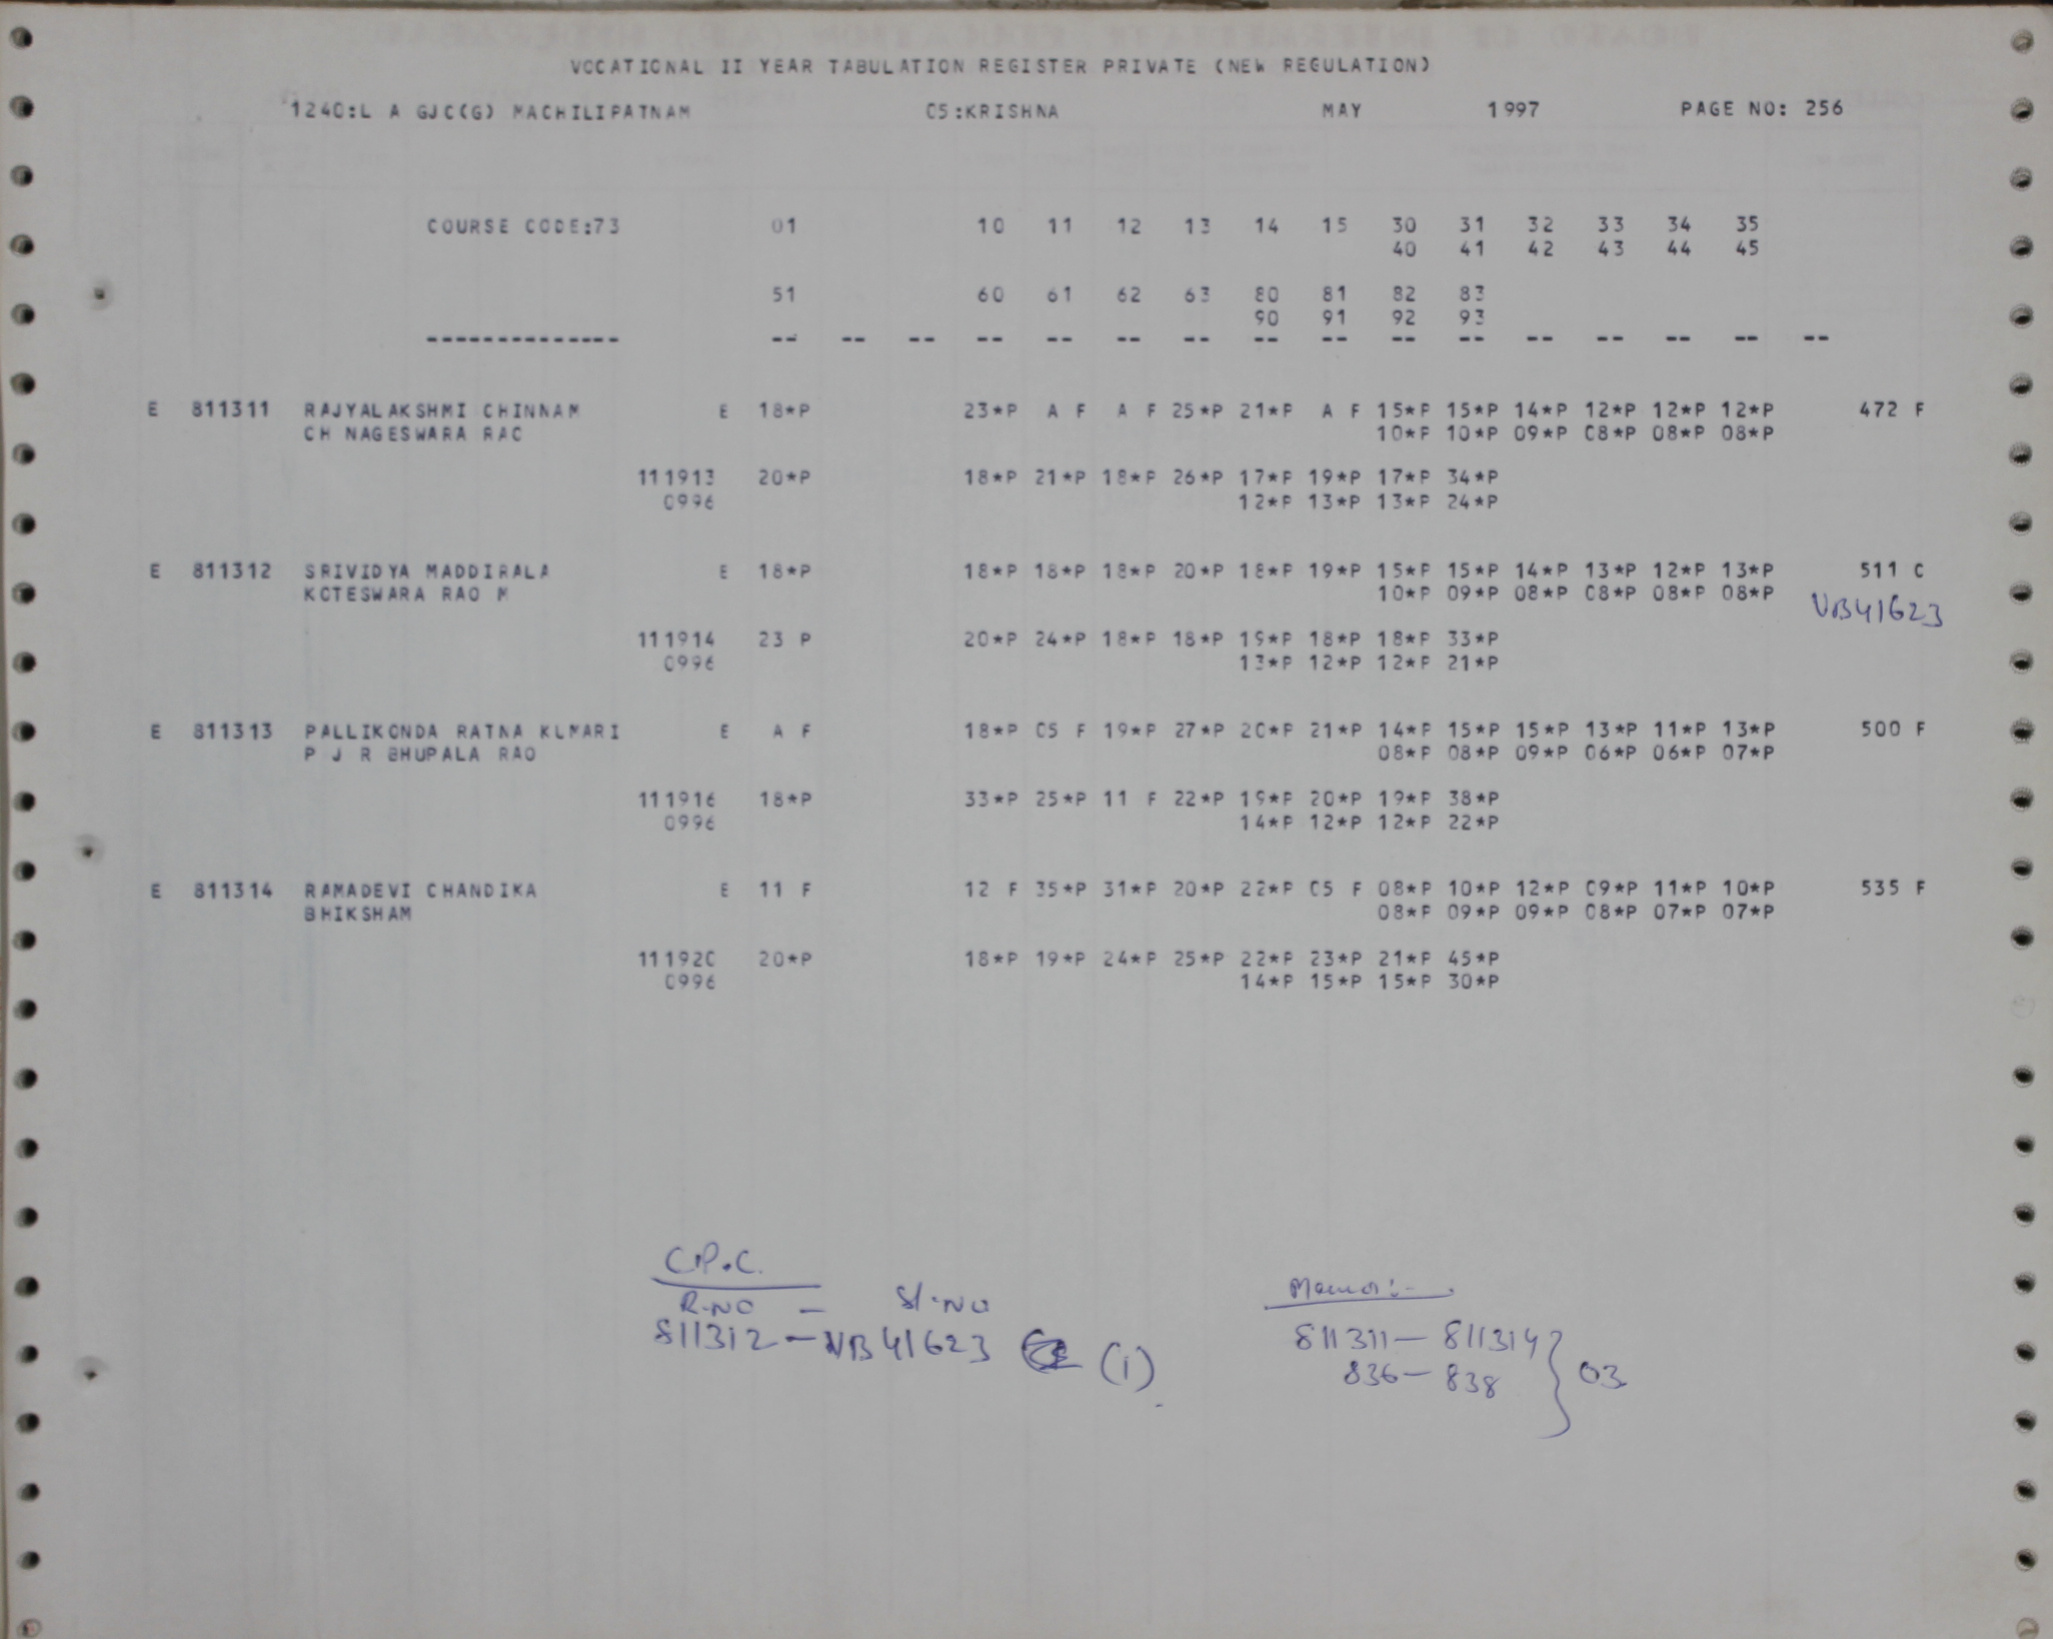 VOCATIONAL II YEAR TABULATION REGISTER PRIVATE (NEW REGULATION)
1240:L A GJC(G) MACHILIPATNAM 05:KRISHNA MAY 1997 PAGE NO: 256
COURSE CODE:73 01 10 11 12 13 14 15 30 31 32 33 34 35
40 41 42 43 44 45
51 60 61 62 63 80 81 82 83
90 91 92 93
-------------- -- -- -- -- -- -- -- -- -- -- -- -- -- -- -- --
E 811311 RAJYALAKSHMI CHINNAM E 18*P 23*P A F A F 25*P 21*P A F 15*P 15*P 14*P 12*P 12*P 12*P 472 F
CH NAGESWARA RAO 10*P 10*P 09*P 08*P 08*P 08*P
111913 20*P 18*P 21*P 18*P 26*P 17*P 19*P 17*P 34*P
0996 12*P 13*P 13*P 24*P
E 811312 SRIVIDYA MADDIRALA E 18*P 18*P 18*P 18*P 20*P 18*P 19*P 15*P 15*P 14*P 13*P 12*P 13*P 511 C
KOTESWARA RAO M 10*P 09*P 08*P 08*P 08*P 08*P VB41623
111914 23 P 20*P 24*P 18*P 18*P 19*P 18*P 18*P 33*P
0996 13*P 12*P 12*P 21*P
E 811313 PALLIKONDA RATNA KUMARI E A F 18*P 05 F 19*P 27*P 20*P 21*P 14*P 15*P 15*P 13*P 11*P 13*P 500 F
P J R BHUPALA RAO 08*P 08*P 09*P 06*P 06*P 07*P
111916 18*P 33*P 25*P 11 F 22*P 19*P 20*P 19*P 38*P
0996 14*P 12*P 12*P 22*P
E 811314 RAMADEVI CHANDIKA E 11 F 12 F 35*P 31*P 20*P 22*P 05 F 08*P 10*P 12*P 09*P 11*P 10*P 535 F
BHIKSHAM 08*P 09*P 09*P 08*P 07*P 07*P
111920 20*P 18*P 19*P 24*P 25*P 22*P 23*P 21*P 45*P
0996 14*P 15*P 15*P 30*P
C.P.C.
R.NO - Sl.No
811312 - VB41623 (1)
Memos:-
811311 - 811314
836 - 838 } 03